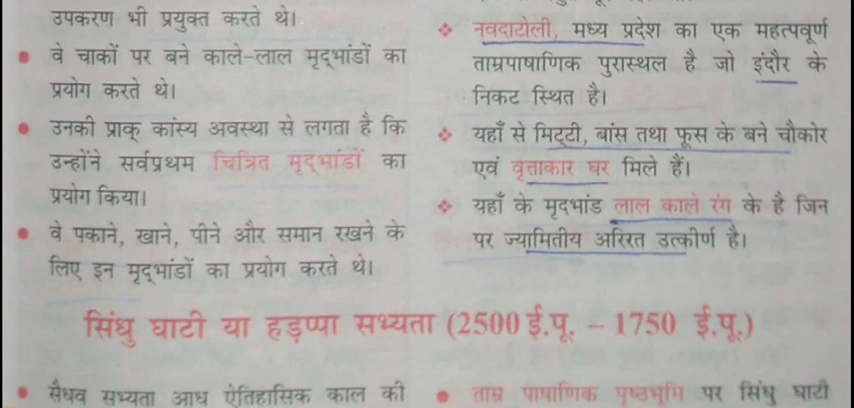 उपकरण भी प्रयुक्त करते थे।
वे चाकों पर बने काले-लाल मृद्भांडों का
प्रयोग करते थे।
उनकी प्राक् कांस्य अवस्था से लगता है कि
उन्होंने सर्वप्रथम चित्रित मृद्भांडों का
प्रयोग किया।
वे पकाने, खाने, पीने और समान रखने के
लिए इन मृद्भांडों का प्रयोग करते थे।
नवदाटोली, मध्य प्रदेश का एक महत्वपूर्ण
ताम्रपाषाणिक पुरास्थल है जो इंदौर के
निकट स्थित है।
यहाँ से मिट्टी, बांस तथा फूस के बने चौकोर
एवं वृत्ताकार घर मिले हैं।
यहाँ के मृदभांड लाल काले रंग के है जिन
पर ज्यामितीय अरिरत उत्कीर्ण है।
सिंधु घाटी या हड़प्पा सभ्यता (2500 ई.पू. - 1750 ई.पू.)
सैधव सभ्यता आध ऐतिहासिक काल की
ताम्र पाषाणिक पृष्ठभूमि पर सिंधु घाटी